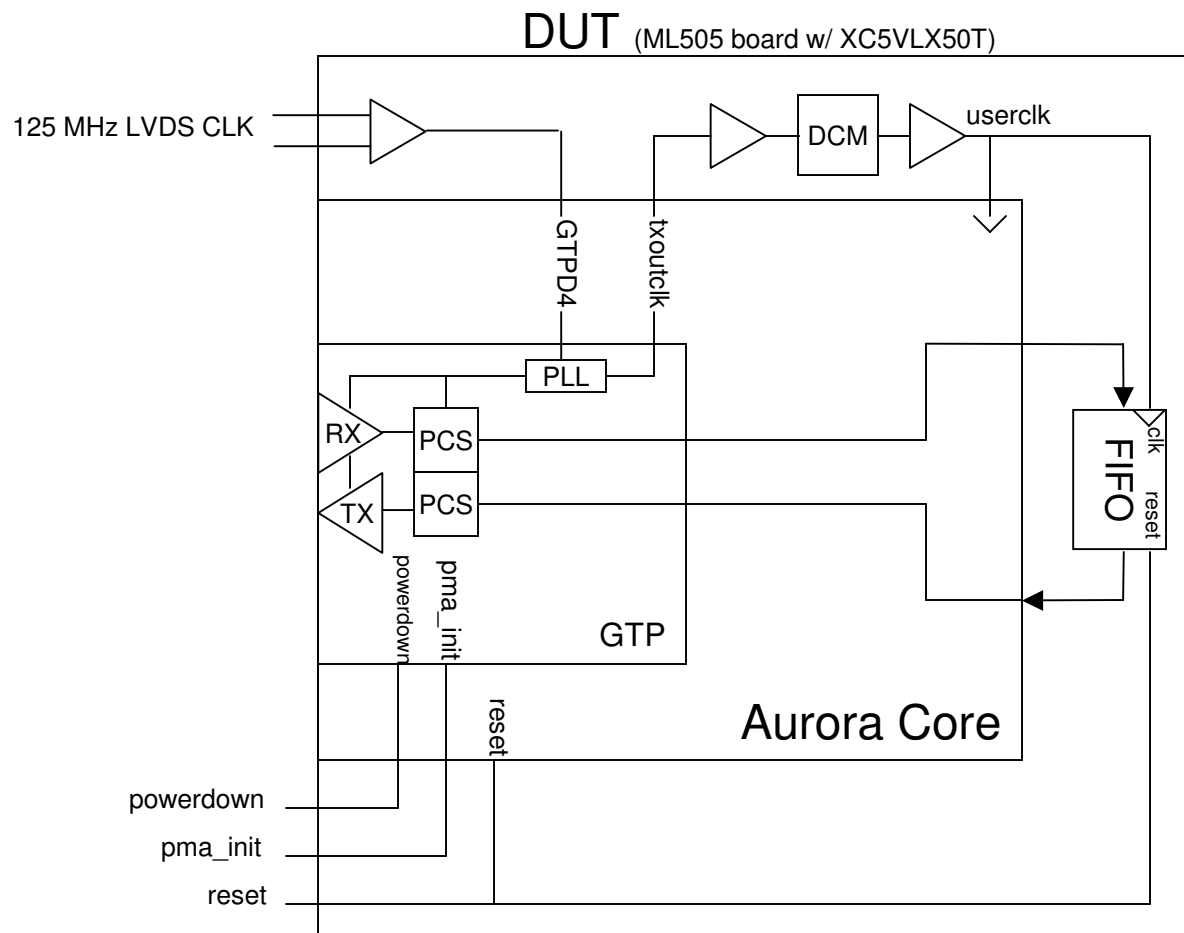 DUT (ML505 board w/ XC5VLX50T)
125 MHz LVDS CLK
DCM
userclk
GTPD4
txoutclk
PLL
RX
PCS
TX
PCS
clk
FIFO
reset
powerdown
pma_init
GTP
reset
Aurora Core
powerdown
pma_init
reset